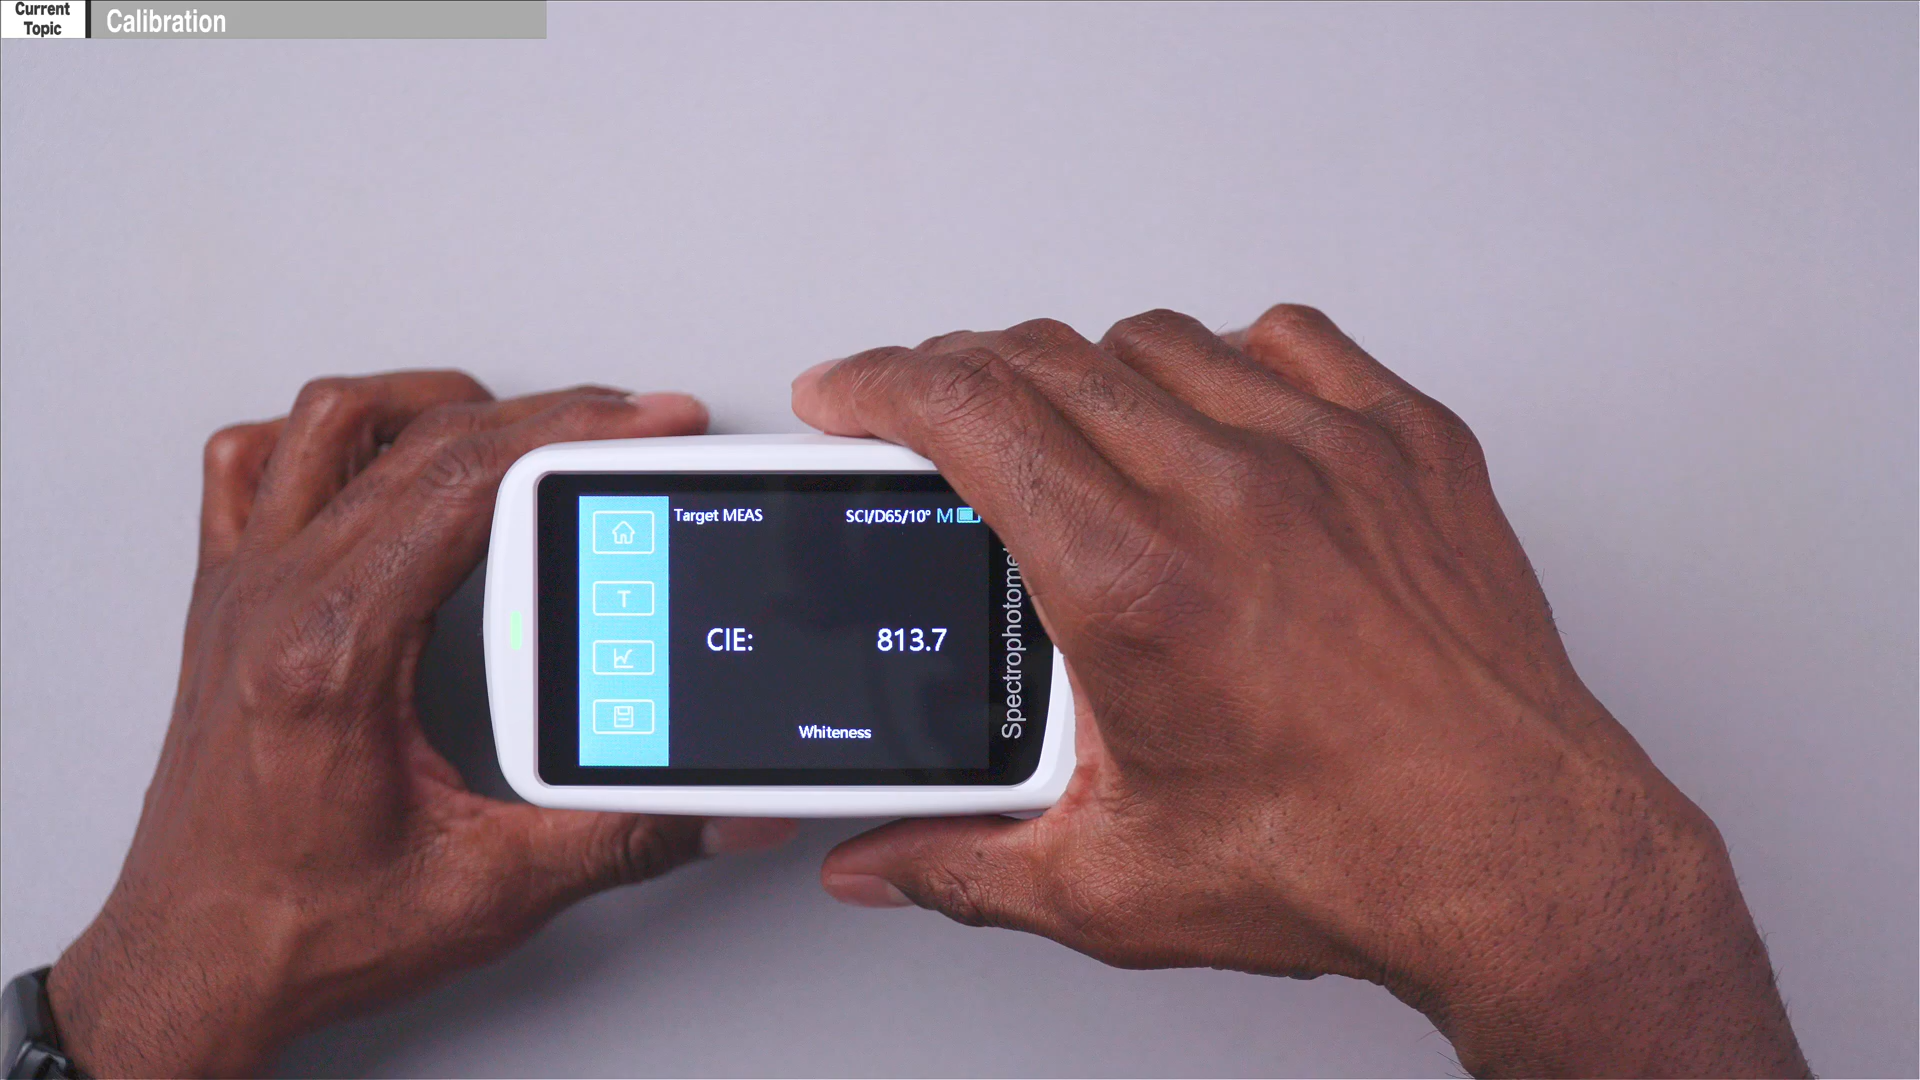 Current
Topic
Calibration
Target MEAS
SCI/D65/10° M
T
CIE: 813.7
Whiteness